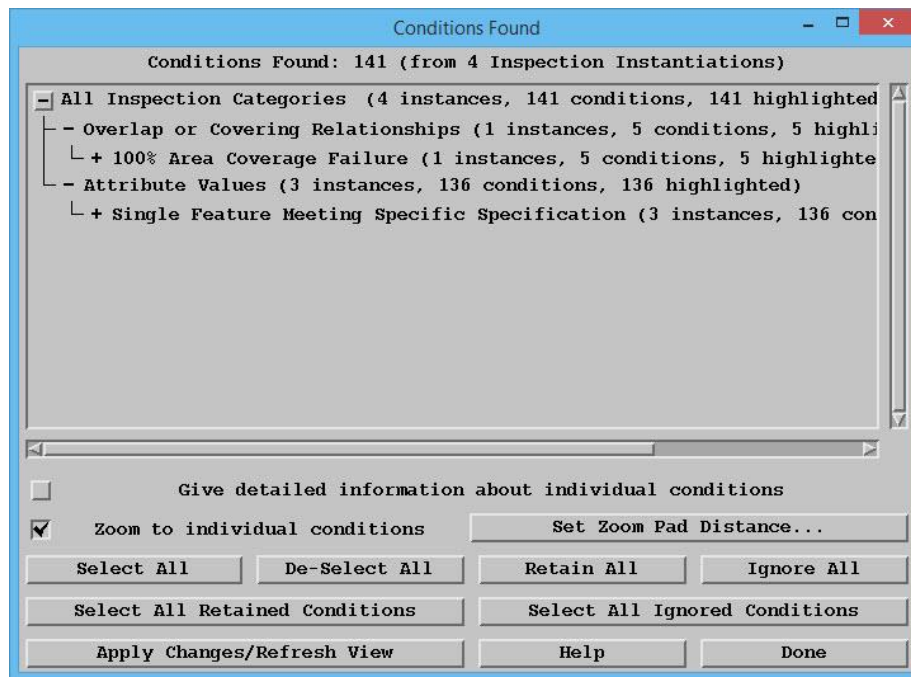 Conditions Found
Conditions Found: 141 (from 4 Inspection Instantiations)
All Inspection Categories (4 instances, 141 conditions, 141 highlighted
- Overlap or Covering Relationships (1 instances, 5 conditions, 5 highli
+ 100% Area Coverage Failure (1 instances, 5 conditions, 5 highlighte
- Attribute Values (3 instances, 136 conditions, 136 highlighted)
+ Single Feature Meeting Specific Specification (3 instances, 136 con
Give detailed information about individual conditions
Zoom to individual conditions Set Zoom Pad Distance...
Select All De-Select All Retain All Ignore All
Select All Retained Conditions Select All Ignored Conditions
Apply Changes/Refresh View Help Done